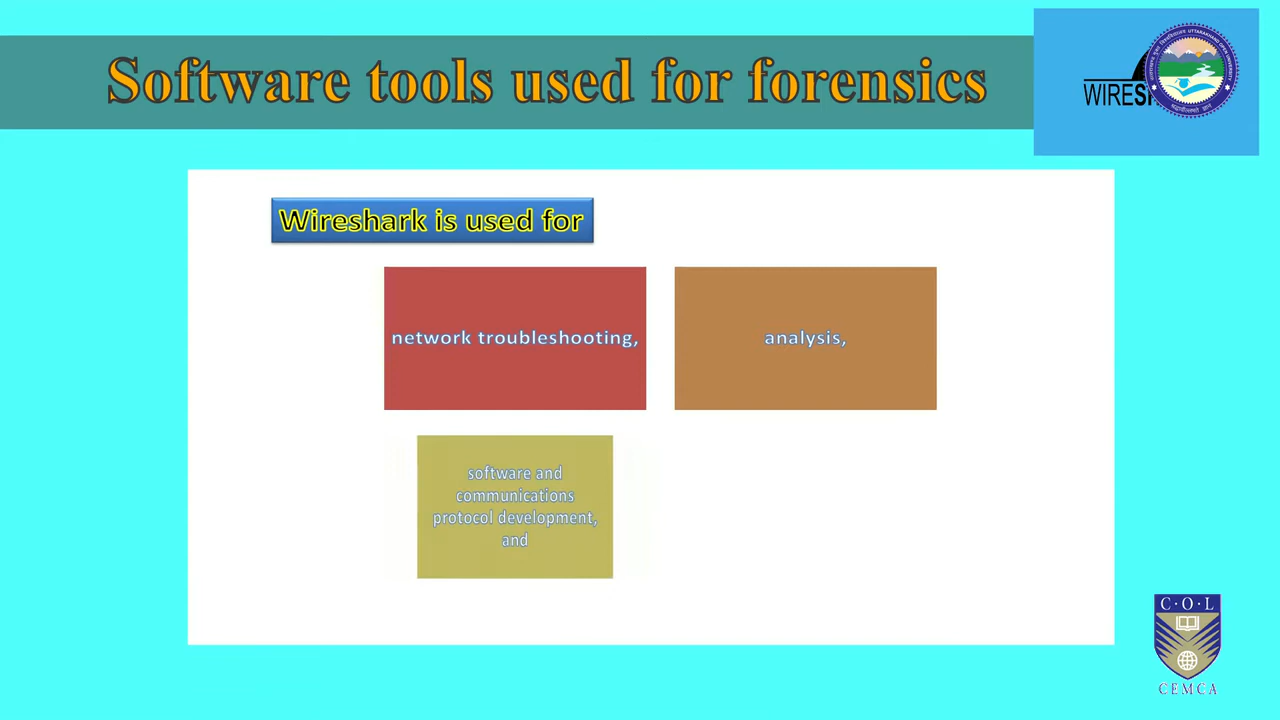 Software tools used for forensics
WIRESH
Wireshark is used for
network troubleshooting,
analysis,
software and
communications
protocol development,
and
C·O·L
CEMCA